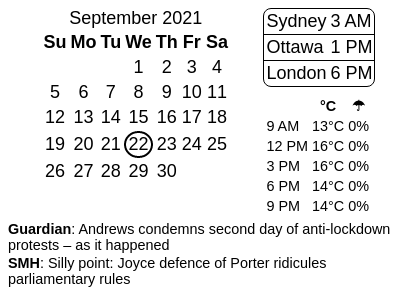 September 2021
Su Mo Tu We Th Fr Sa
1 2 3 4
5 6 7 8 9 10 11
12 13 14 15 16 17 18
19 20 21 22 23 24 25
26 27 28 29 30
Sydney 3 AM
Ottawa 1 PM
London 6 PM
°C ☂
9 AM 13°C 0%
12 PM 16°C 0%
3 PM 16°C 0%
6 PM 14°C 0%
9 PM 14°C 0%
Guardian: Andrews condemns second day of anti-lockdown
protests – as it happened
SMH: Silly point: Joyce defence of Porter ridicules
parliamentary rules